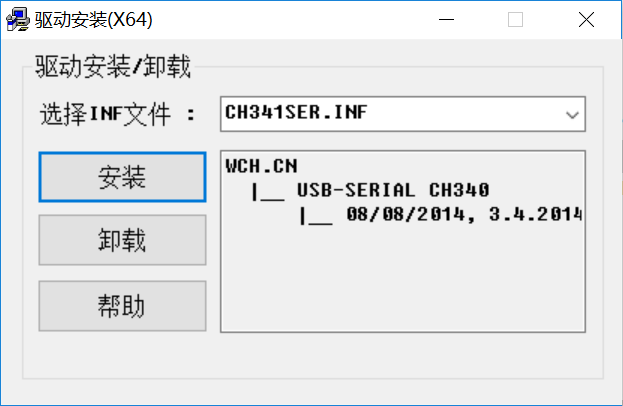 驱动安装(X64)
驱动安装/卸载
选择INF文件 : CH341SER.INF
安装
卸载
帮助
WCH.CN
|__ USB-SERIAL CH340
|__ 08/08/2014, 3.4.2014